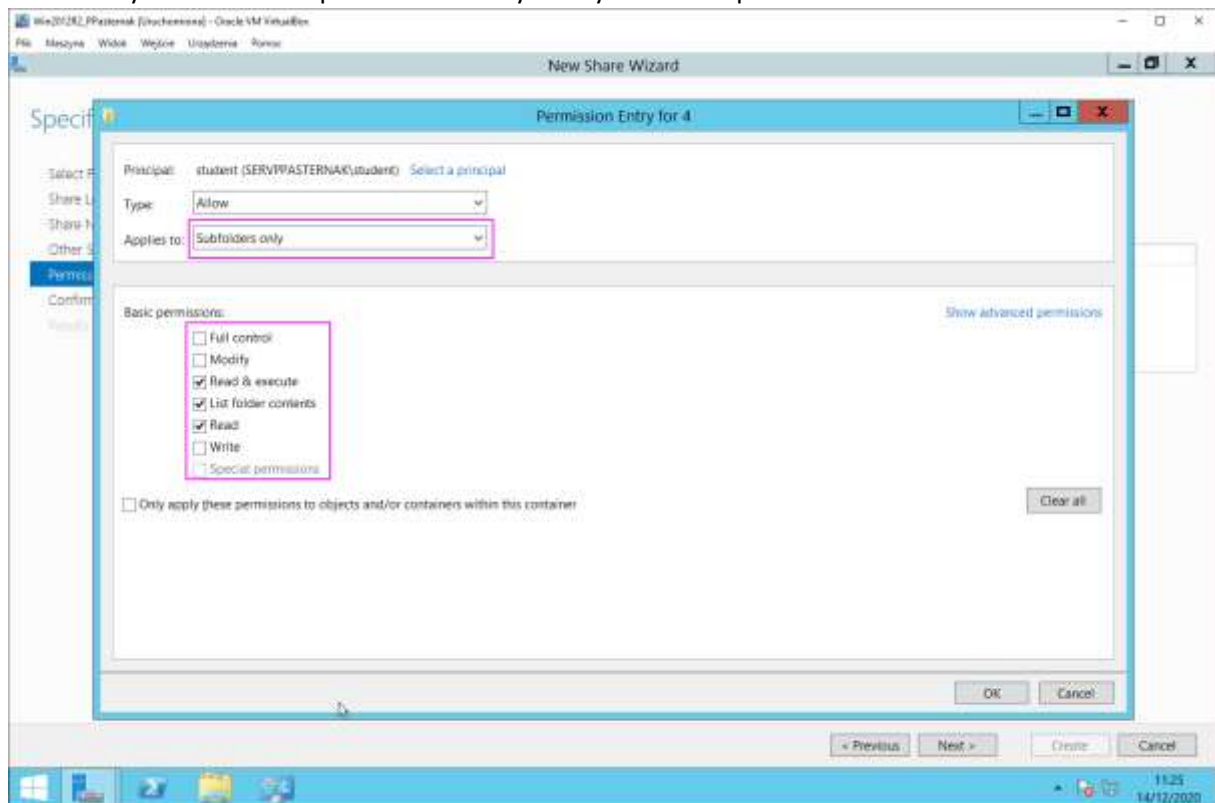 Win2012R2_PPasternak [Uruchomiona] - Oracle VM VirtualBox
Plik Maszyna Widok Wejście Urządzenia Pomoc
New Share Wizard
Specif
Permission Entry for 4
Principal: student (SERVPPASTERNAK\student) Select a principal
Type: Allow
Applies to: Subfolders only
Select P
Share L
Share N
Other S
Permiss
Confirm
Results
Basic permissions:
Show advanced permissions
Full control
Modify
Read & execute
List folder contents
Read
Write
Special permissions
Only apply these permissions to objects and/or containers within this container
Clear all
OK Cancel
< Previous Next > Create Cancel
11:25
14/12/2020